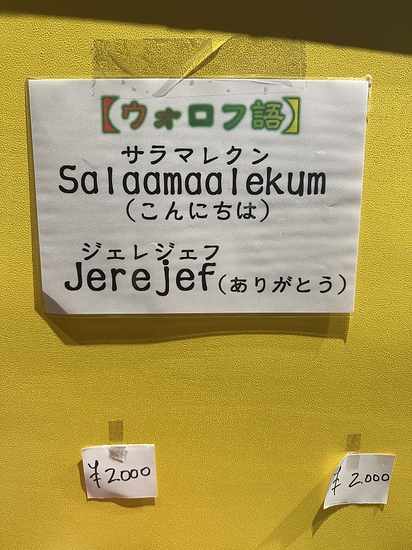 【ウォロフ語】
サラマレクン
Salaamaalekum
(こんにちは)
ジェレジェフ
Jerejef(ありがとう)
¥2000
¥2000